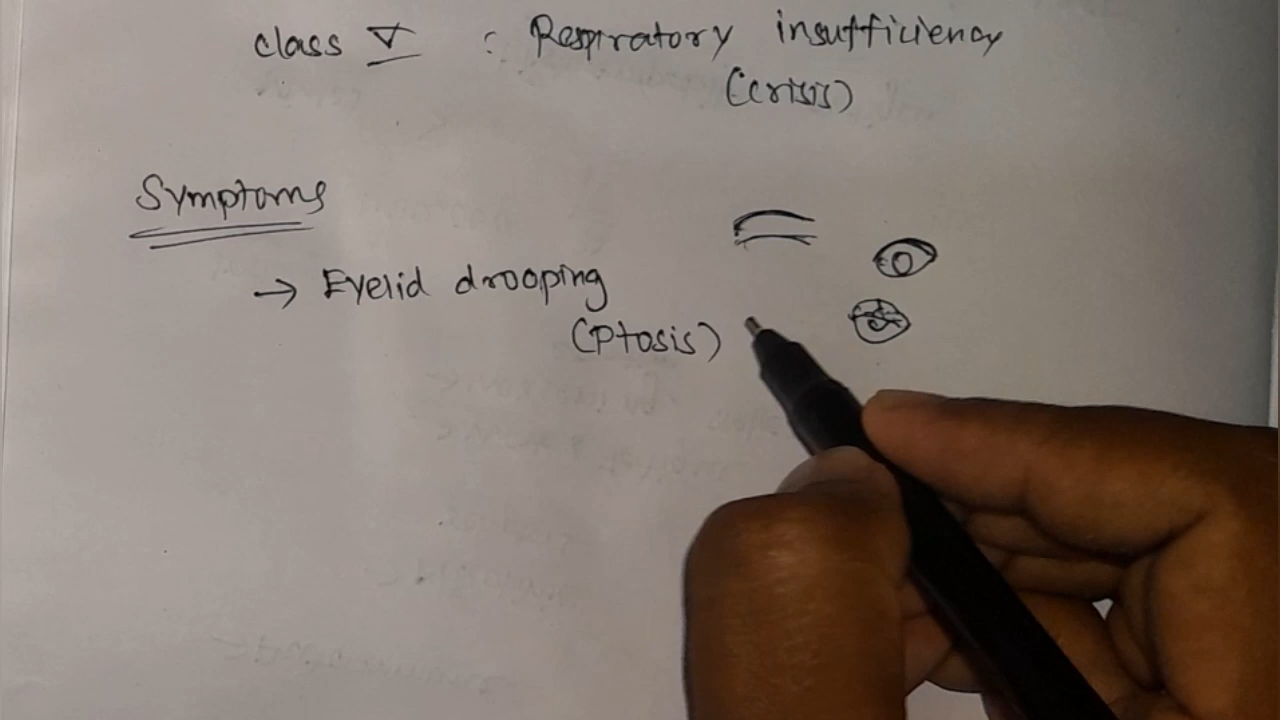 class V : Respiratory insufficiency
(crisis)
Symptoms
→ Eyelid drooping
(Ptosis)